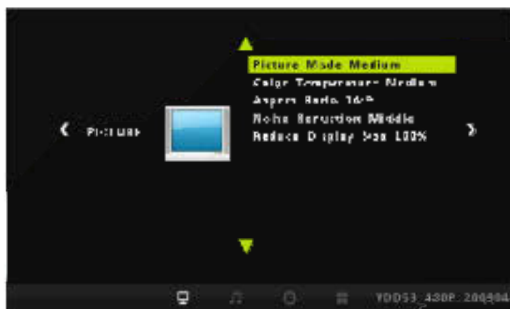 PICTURE
Picture Mode Medium
Color Temperature Medium
Aspect Ratio 16:9
Noise Reduction Middle
Reduce Display Size 100%